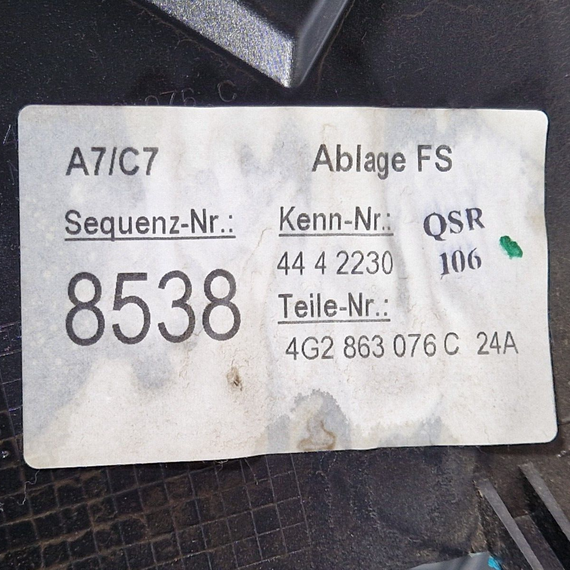 076 C
A7/C7 Ablage FS
Sequenz-Nr.: Kenn-Nr.: QSR
44 4 2230 106
8538
Teile-Nr.:
4G2 863 076 C 24A